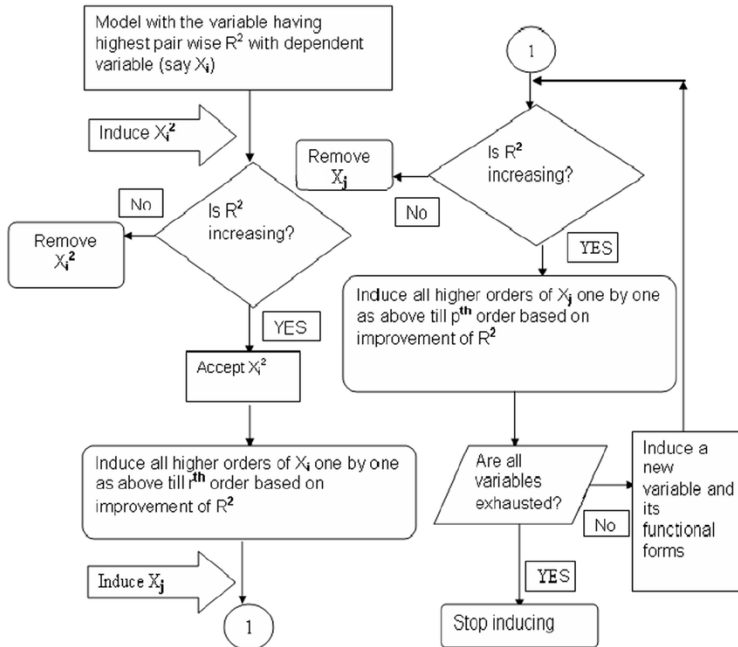 Model with the variable having
highest pair wise R² with dependent
variable (say Xᵢ)
Induce Xᵢ²
No
Is R²
increasing?
Remove
Xᵢ²
YES
Accept Xᵢ²
Induce all higher orders of Xᵢ one by one
as above till rᵗʰ order based on
improvement of R²
Induce Xⱼ
1
1
Is R²
increasing?
Remove
Xⱼ
No
YES
Induce all higher orders of Xⱼ one by one
as above till pᵗʰ order based on
improvement of R²
Are all
variables
exhausted?
No
Induce a
new
variable and
its
functional
forms
YES
Stop inducing